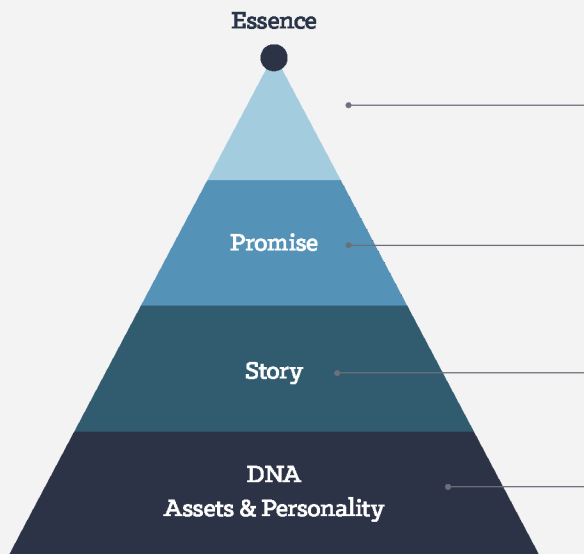 Essence
Promise
Story
DNA
Assets & Personality